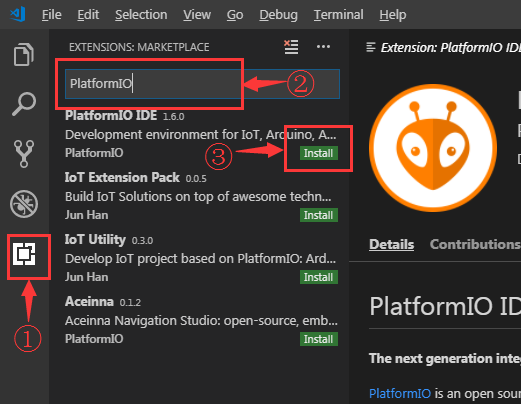 File Edit Selection View Go Debug Terminal Help
EXTENSIONS: MARKETPLACE
Extension: PlatformIO IDE
PlatformIO
②
PlatformIO IDE 1.6.0
Development environment for IoT, Arduino, A...
PlatformIO
③
Install
IoT Extension Pack 0.0.5
Build IoT Solutions on top of awesome techn...
Jun Han
Install
IoT Utility 0.3.0
Develop IoT project based on PlatformIO: Ard...
Jun Han
Install
Aceinna 0.1.2
Aceinna Navigation Studio: open-source, emb...
PlatformIO
Install
①
Details Contributions
PlatformIO ID
The next generation integ
PlatformIO is an open sour